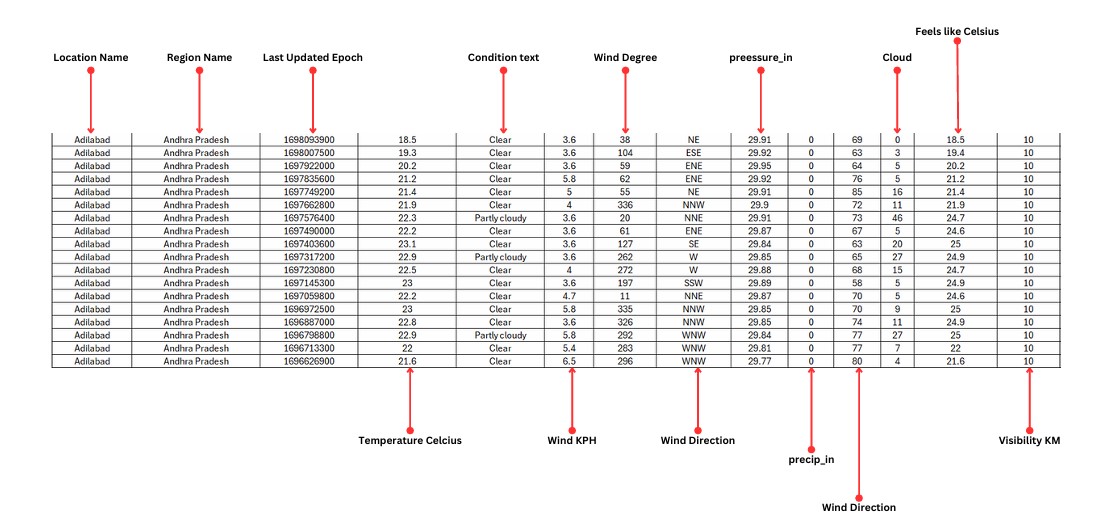 Feels like Celsius
Location Name Region Name Last Updated Epoch Condition text Wind Degree preessure_in Cloud
Adilabad Andhra Pradesh 1698093900 18.5 Clear 3.6 38 NE 29.91 0 69 0 18.5 10
Adilabad Andhra Pradesh 1698007500 19.3 Clear 3.6 104 ESE 29.92 0 63 3 19.4 10
Adilabad Andhra Pradesh 1697922000 20.2 Clear 3.6 59 ENE 29.95 0 64 5 20.2 10
Adilabad Andhra Pradesh 1697835600 21.2 Clear 5.8 62 ENE 29.92 0 76 5 21.2 10
Adilabad Andhra Pradesh 1697749200 21.4 Clear 5 55 NE 29.91 0 85 16 21.4 10
Adilabad Andhra Pradesh 1697662800 21.9 Clear 4 336 NNW 29.9 0 72 11 21.9 10
Adilabad Andhra Pradesh 1697576400 22.3 Partly cloudy 3.6 20 NNE 29.91 0 73 46 24.7 10
Adilabad Andhra Pradesh 1697490000 22.2 Clear 3.6 61 ENE 29.87 0 67 5 24.6 10
Adilabad Andhra Pradesh 1697403600 23.1 Clear 3.6 127 SE 29.84 0 63 20 25 10
Adilabad Andhra Pradesh 1697317200 22.9 Partly cloudy 3.6 262 W 29.85 0 65 27 24.9 10
Adilabad Andhra Pradesh 1697230800 22.5 Clear 4 272 W 29.88 0 68 15 24.7 10
Adilabad Andhra Pradesh 1697145300 23 Clear 3.6 197 SSW 29.89 0 58 5 24.9 10
Adilabad Andhra Pradesh 1697059800 22.2 Clear 4.7 11 NNE 29.87 0 70 5 24.6 10
Adilabad Andhra Pradesh 1696972500 23 Clear 5.8 335 NNW 29.85 0 70 9 25 10
Adilabad Andhra Pradesh 1696887000 22.8 Clear 3.6 326 NNW 29.85 0 74 11 24.9 10
Adilabad Andhra Pradesh 1696798800 22.9 Partly cloudy 5.8 292 WNW 29.84 0 77 27 25 10
Adilabad Andhra Pradesh 1696713300 22 Clear 5.4 283 WNW 29.81 0 77 7 22 10
Adilabad Andhra Pradesh 1696626900 21.6 Clear 6.5 296 WNW 29.77 0 80 4 21.6 10
Temperature Celcius Wind KPH Wind Direction Visibility KM
precip_in
Wind Direction